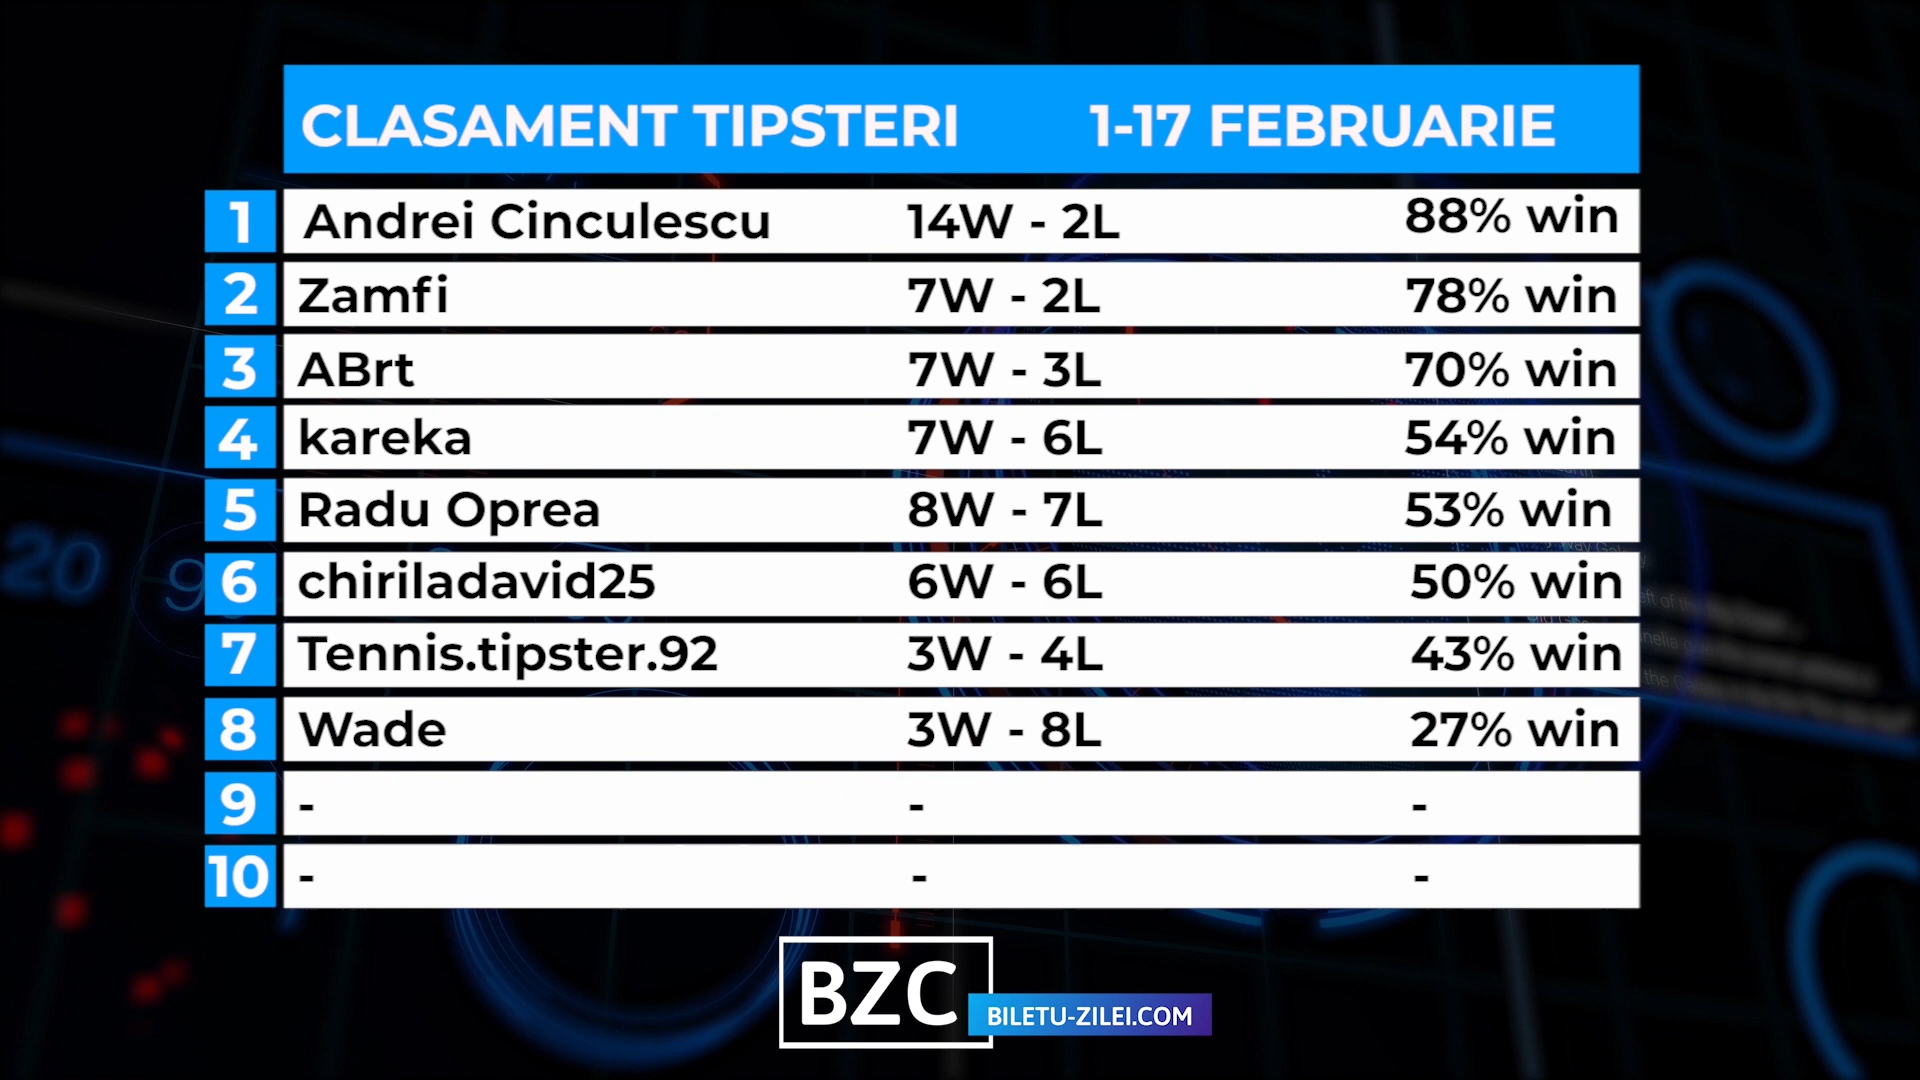 CLASAMENT TIPSTERI 1-17 FEBRUARIE
1 Andrei Cinculescu 14W - 2L 88% win
2 Zamfi 7W - 2L 78% win
3 ABrt 7W - 3L 70% win
4 kareka 7W - 6L 54% win
5 Radu Oprea 8W - 7L 53% win
6 chiriladavid25 6W - 6L 50% win
7 Tennis.tipster.92 3W - 4L 43% win
8 Wade 3W - 8L 27% win
9 - - -
10 - - -
20 9
BZC
BILETU-ZILEI.COM